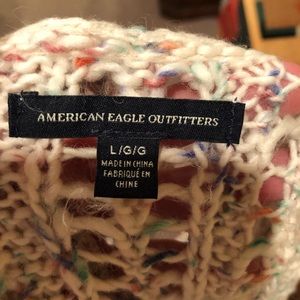 AMERICAN EAGLE OUTFITTERS
L/G/G
MADE IN CHINA
FABRIQUÉ EN
CHINE